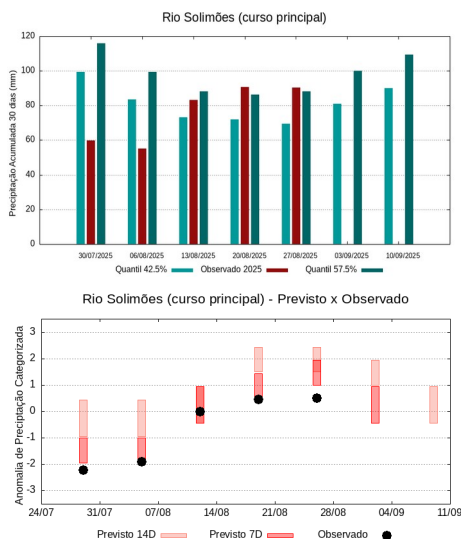 Rio Solimões (curso principal)
Precipitação Acumulada 30 dias (mm)
120
100
80
60
40
20
0
30/07/2025 06/08/2025 13/08/2025 20/08/2025 27/08/2025 03/09/2025 10/09/2025
Quantil 42.5% Observado 2025 Quantil 57.5%
Rio Solimões (curso principal) - Previsto x Observado
Anomalia de Preciptação Categorizada
3
2
1
0
-1
-2
-3
24/07 31/07 07/08 14/08 21/08 28/08 04/09 11/09
Previsto 14D Previsto 7D Observado